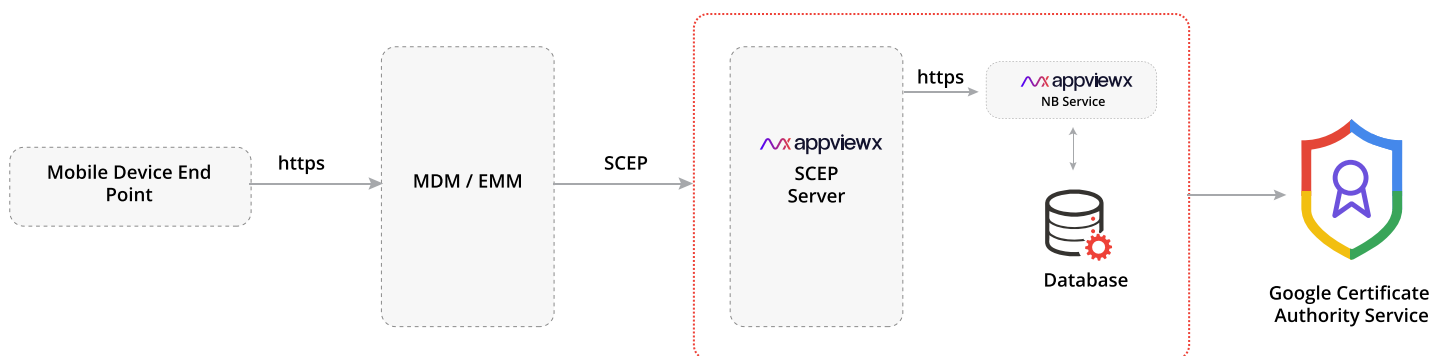 Mobile Device End
Point
https
MDM / EMM
SCEP
appviewx
SCEP
Server
https
appviewx
NB Service
Database
Google Certificate
Authority Service